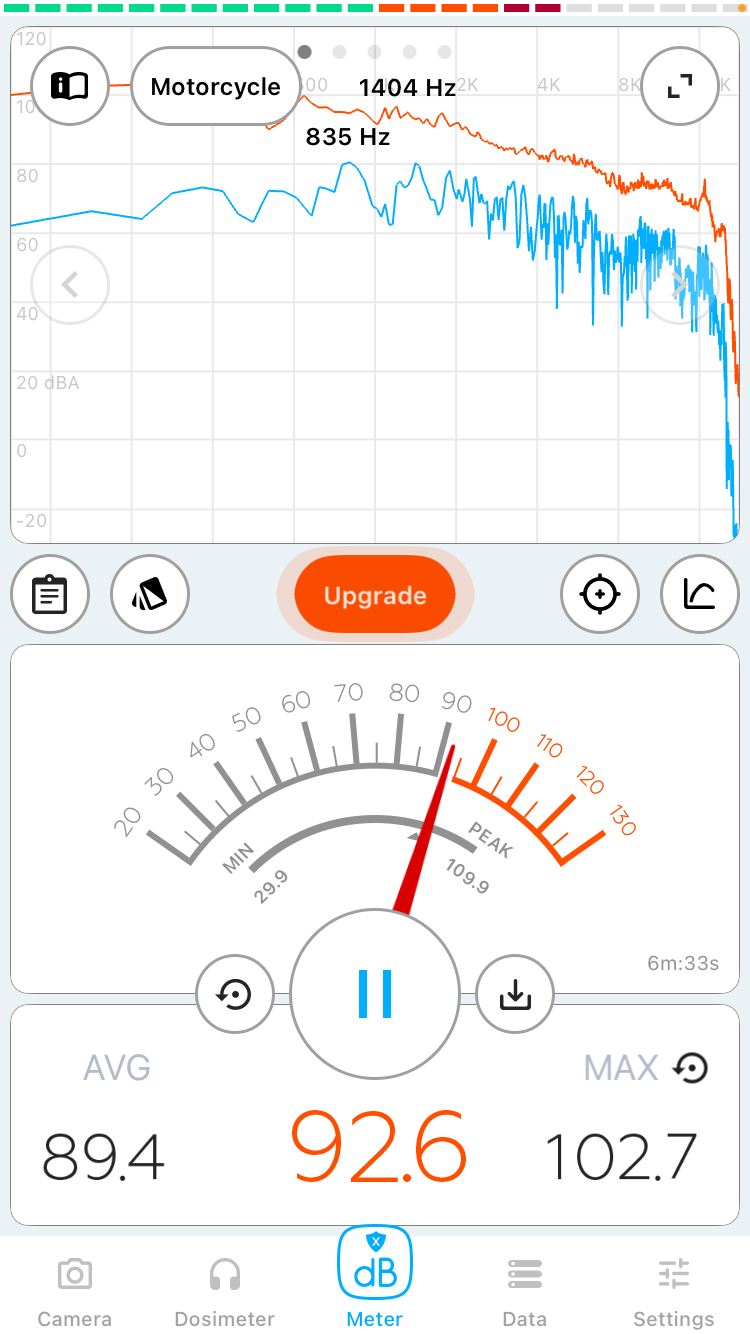 120
Motorcycle
1404 Hz
2K
4K
8K
K
835 Hz
80
60
40
20 dBA
0
-20
Upgrade
20
30
40
50
60
70
80
90
100
110
120
130
MIN
PEAK
29.9
109.9
6m:33s
AVG
MAX
89.4
92.6
102.7
dB
Camera
Dosimeter
Meter
Data
Settings